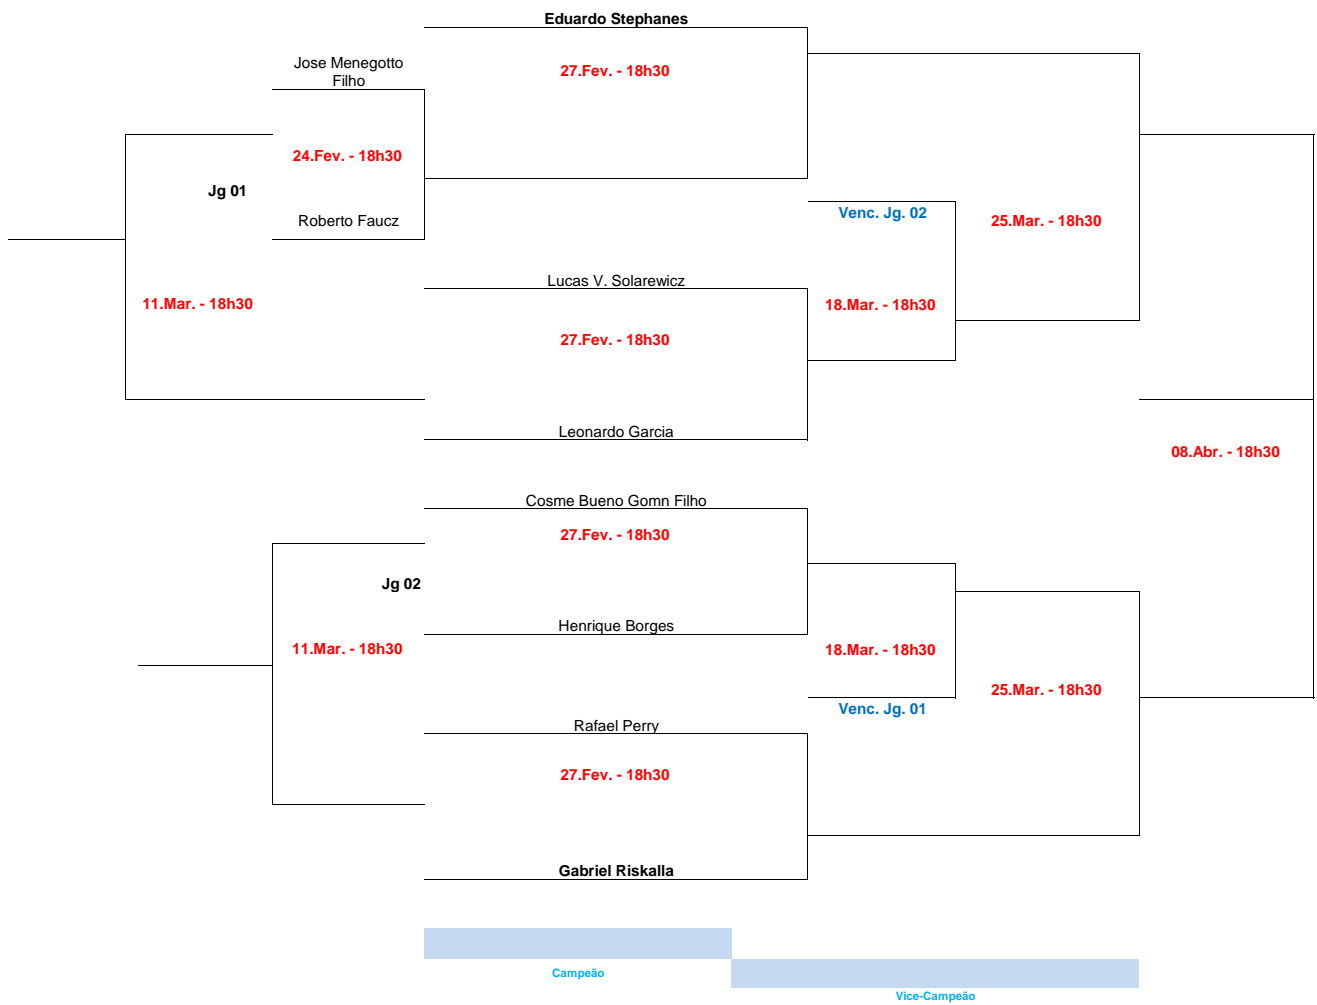 Eduardo Stephanes
Jose Menegotto
Filho
27.Fev. - 18h30
24.Fev. - 18h30
Jg 01
Roberto Faucz
Venc. Jg. 02
25.Mar. - 18h30
Lucas V. Solarewicz
11.Mar. - 18h30
18.Mar. - 18h30
27.Fev. - 18h30
Leonardo Garcia
08.Abr. - 18h30
Cosme Bueno Gomn Filho
27.Fev. - 18h30
Jg 02
Henrique Borges
11.Mar. - 18h30
18.Mar. - 18h30
25.Mar. - 18h30
Venc. Jg. 01
Rafael Perry
27.Fev. - 18h30
Gabriel Riskalla
Campeão
Vice-Campeão